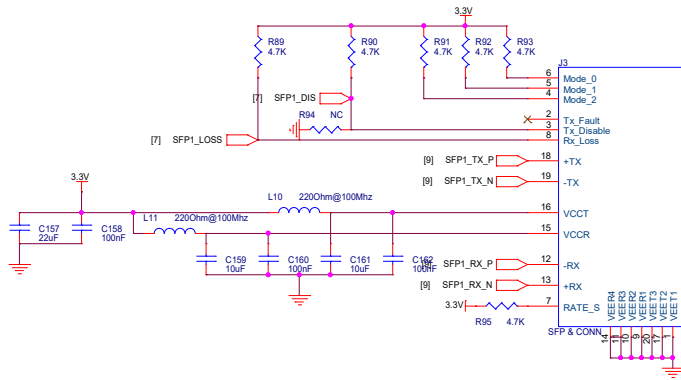 3.3V
R89
4.7K
R90
4.7K
R91
4.7K
R92
4.7K
R93
4.7K
J3
6 Mode_0
5 Mode_1
4 Mode_2
[7] SFP1_DIS
R94 NC
2 Tx_Fault
3 Tx_Disable
[7] SFP1_LOSS
8 Rx_Loss
[9] SFP1_TX_P 18 +TX
[9] SFP1_TX_N 19 -TX
3.3V
L10 220Ohm@100Mhz
16 VCCT
L11 220Ohm@100Mhz
15 VCCR
C157
22uF
C158
100nF
C159
10uF
C160
100nF
C161
10uF
C162
100nF
[9] SFP1_RX_P 12 -RX
[9] SFP1_RX_N 13 +RX
3.3V
R95 4.7K
7 RATE_S
SFP & CONN
VEER4
VEER3
VEER2
VEER1
VEET3
VEET2
VEET1
14
11
10
9
20
17
1